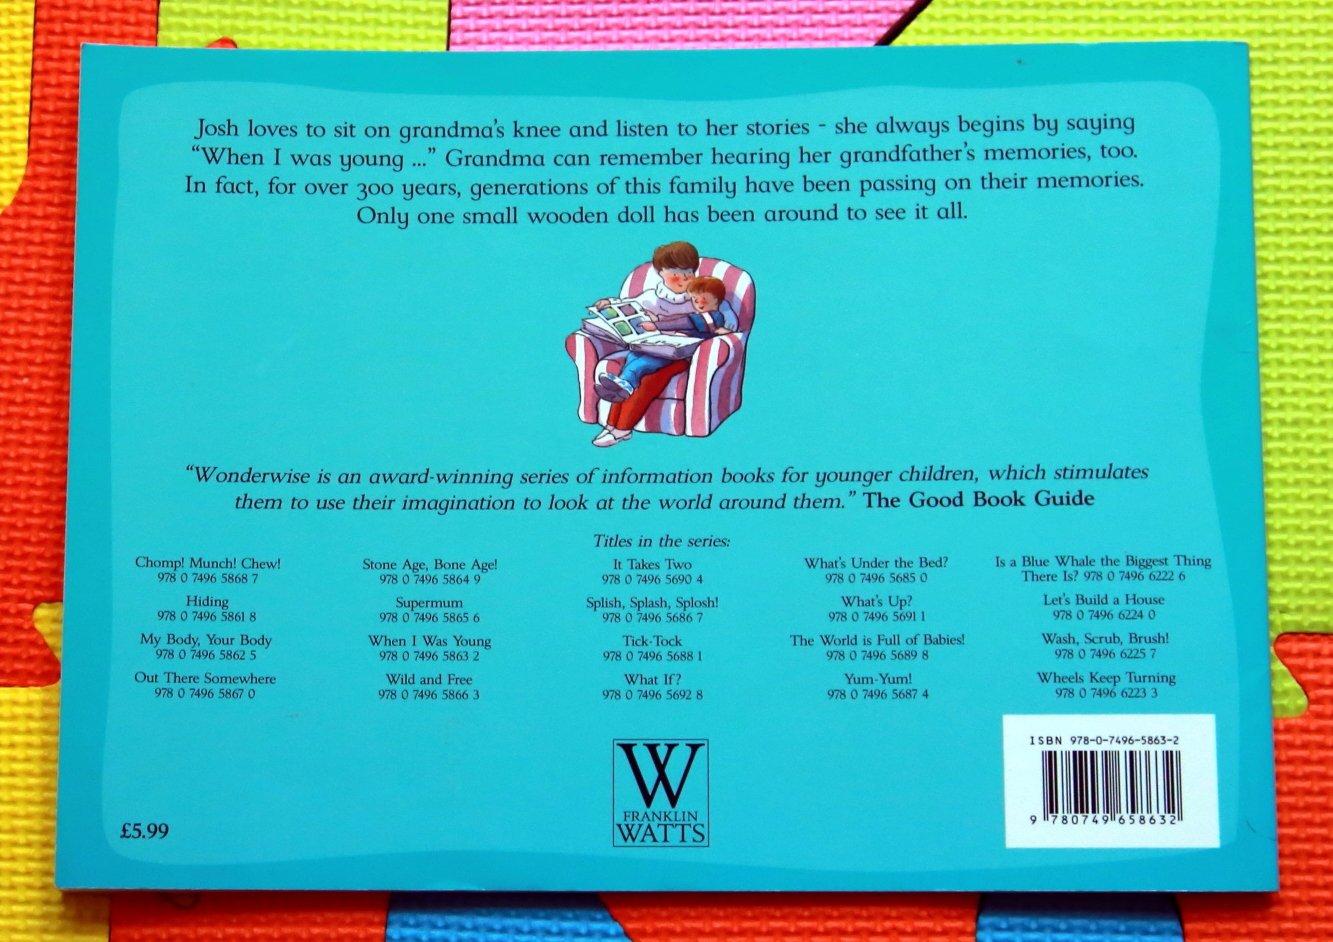 Josh loves to sit on grandma's knee and listen to her stories - she always begins by saying
“When I was young ...” Grandma can remember hearing her grandfather's memories, too.
In fact, for over 300 years, generations of this family have been passing on their memories.
Only one small wooden doll has been around to see it all.
“Wonderwise is an award-winning series of information books for younger children, which stimulates
them to use their imagination to look at the world around them.” The Good Book Guide
Titles in the series:
Chomp! Munch! Chew!
978 0 7496 5868 7
Hiding
978 0 7496 5861 8
My Body, Your Body
978 0 7496 5862 5
Out There Somewhere
978 0 7496 5867 0
Stone Age, Bone Age!
978 0 7496 5864 9
Supermum
978 0 7496 5865 6
When I Was Young
978 0 7496 5863 2
Wild and Free
978 0 7496 5866 3
It Takes Two
978 0 7496 5690 4
Splish, Splash, Splosh!
978 0 7496 5686 7
Tick-Tock
978 0 7496 5688 1
What If?
978 0 7496 5692 8
What's Under the Bed?
978 0 7496 5685 0
What's Up?
978 0 7496 5691 1
The World is Full of Babies!
978 0 7496 5689 8
Yum-Yum!
978 0 7496 5687 4
Is a Blue Whale the Biggest Thing
There Is? 978 0 7496 6222 6
Let's Build a House
978 0 7496 6224 0
Wash, Scrub, Brush!
978 0 7496 6225 7
Wheels Keep Turning
978 0 7496 6223 3
£5.99
W
FRANKLIN
WATTS
ISBN 978-0-7496-5863-2
9 780749 658632